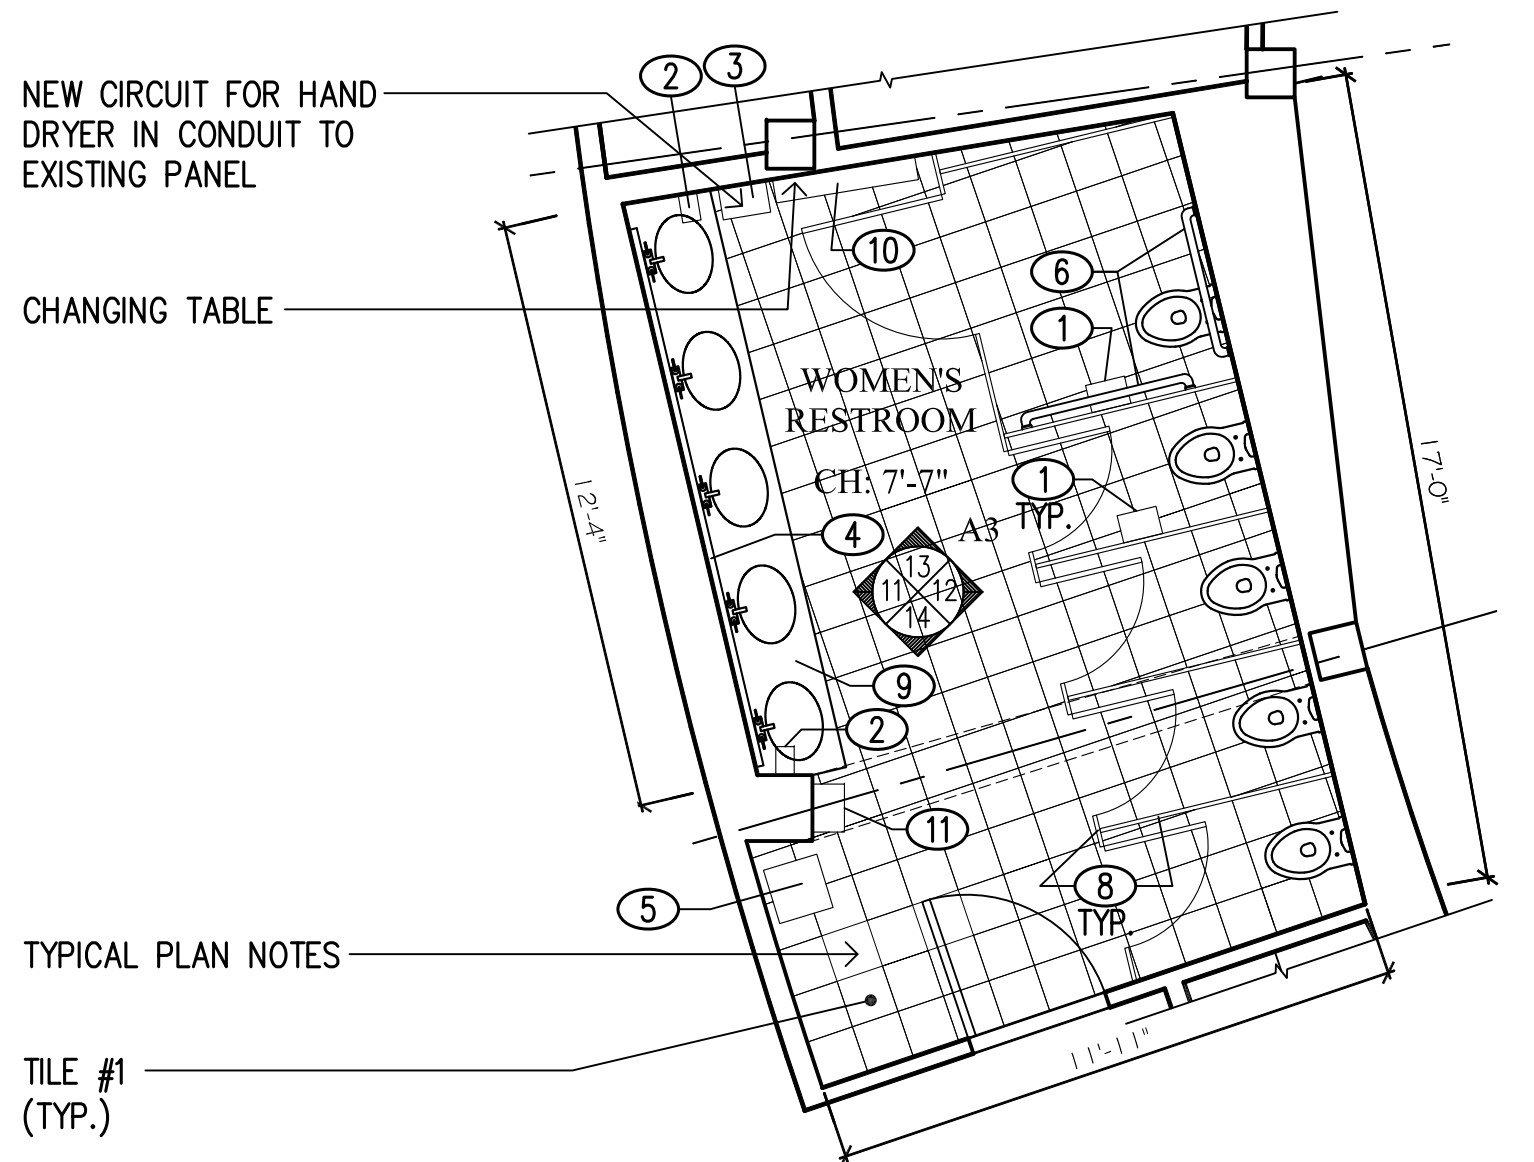 2
3
NEW CIRCUIT FOR HAND
DRYER IN CONDUIT TO
EXISTING PANEL
10
6
CHANGING TABLE
1
WOMEN'S
RESTROOM
17'-0"
CH: 7'-7"
1
TYP.
12'-4"
4
A3
13
11 12
14
9
2
11
8
TYP.
5
TYPICAL PLAN NOTES
11'-11"
TILE #1
(TYP.)